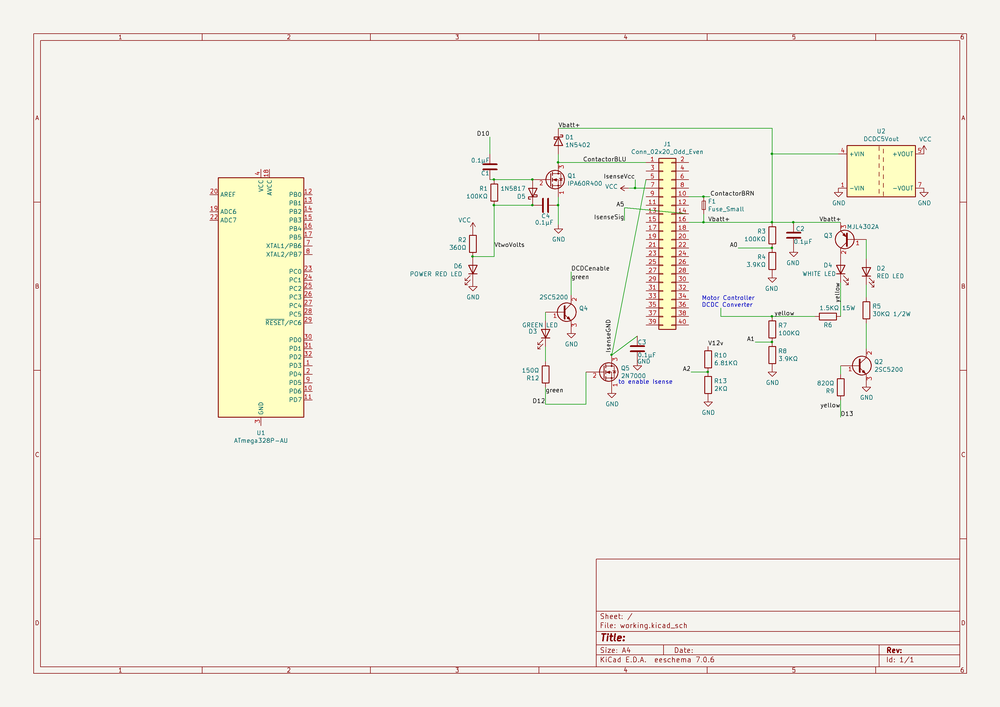 1 2 3 4 5 6
A
B
C
D
U1
ATmega328P-AU
AREF
ADC6
ADC7
VCC
AVCC
GND
PB0
PB1
PB2
PB3
PB4
PB5
XTAL1/PB6
XTAL2/PB7
PC0
PC1
PC2
PC3
PC4
PC5
RESET/PC6
PD0
PD1
PD2
PD3
PD4
PD5
PD6
PD7
20
19
22
4
18
3
12
13
14
15
16
17
7
8
23
24
25
26
27
28
29
30
31
32
1
2
9
10
11
D10
0.1µF
C1
R1
100KΩ
1N5817
D5
C4
0.1µF
Q1
IPA60R400
D1
1N5402
Vbatt+
ContactorBLU
GND
VCC
R2
360Ω
D6
POWER RED LED
GND
VtwoVolts
DCDCenable
green
2SC5200
Q4
GREEN LED
D3
150Ω
R12
green
D12
GND
J1
Conn_02x20_Odd_Even
1 2
3 4
5 6
7 8
9 10
11 12
13 14
15 16
17 18
19 20
21 22
23 24
25 26
27 28
29 30
31 32
33 34
35 36
37 38
39 40
IsenseVcc
VCC
A5
IsenseSig
IsenseGND
C3
0.1µF
GND
Q5
2N7000
to enable Isense
GND
ContactorBRN
F1
Fuse_Small
Vbatt+
R3
100KΩ
A0
R4
3.9KΩ
GND
C2
0.1µF
GND
Motor Controller
DCDC Converter
yellow
R7
100KΩ
A1
R8
3.9KΩ
GND
V12v
R10
6.81KΩ
A2
R13
2KΩ
GND
U2
DCDC5Vout
+VIN
-VIN
+VOUT
-VOUT
4
1
5
7
VCC
GND
GND
Vbatt+
MJL4302A
Q3
D4
WHITE LED
yellow
1.5KΩ 15W
R6
D2
RED LED
R5
30KΩ 1/2W
Q2
2SC5200
820Ω
R9
yellow
D13
GND
Sheet: /
File: working.kicad_sch
Title:
Size: A4
Date:
Rev:
KiCad E.D.A. eeschema 7.0.6
Id: 1/1
1 2 3 4 5 6